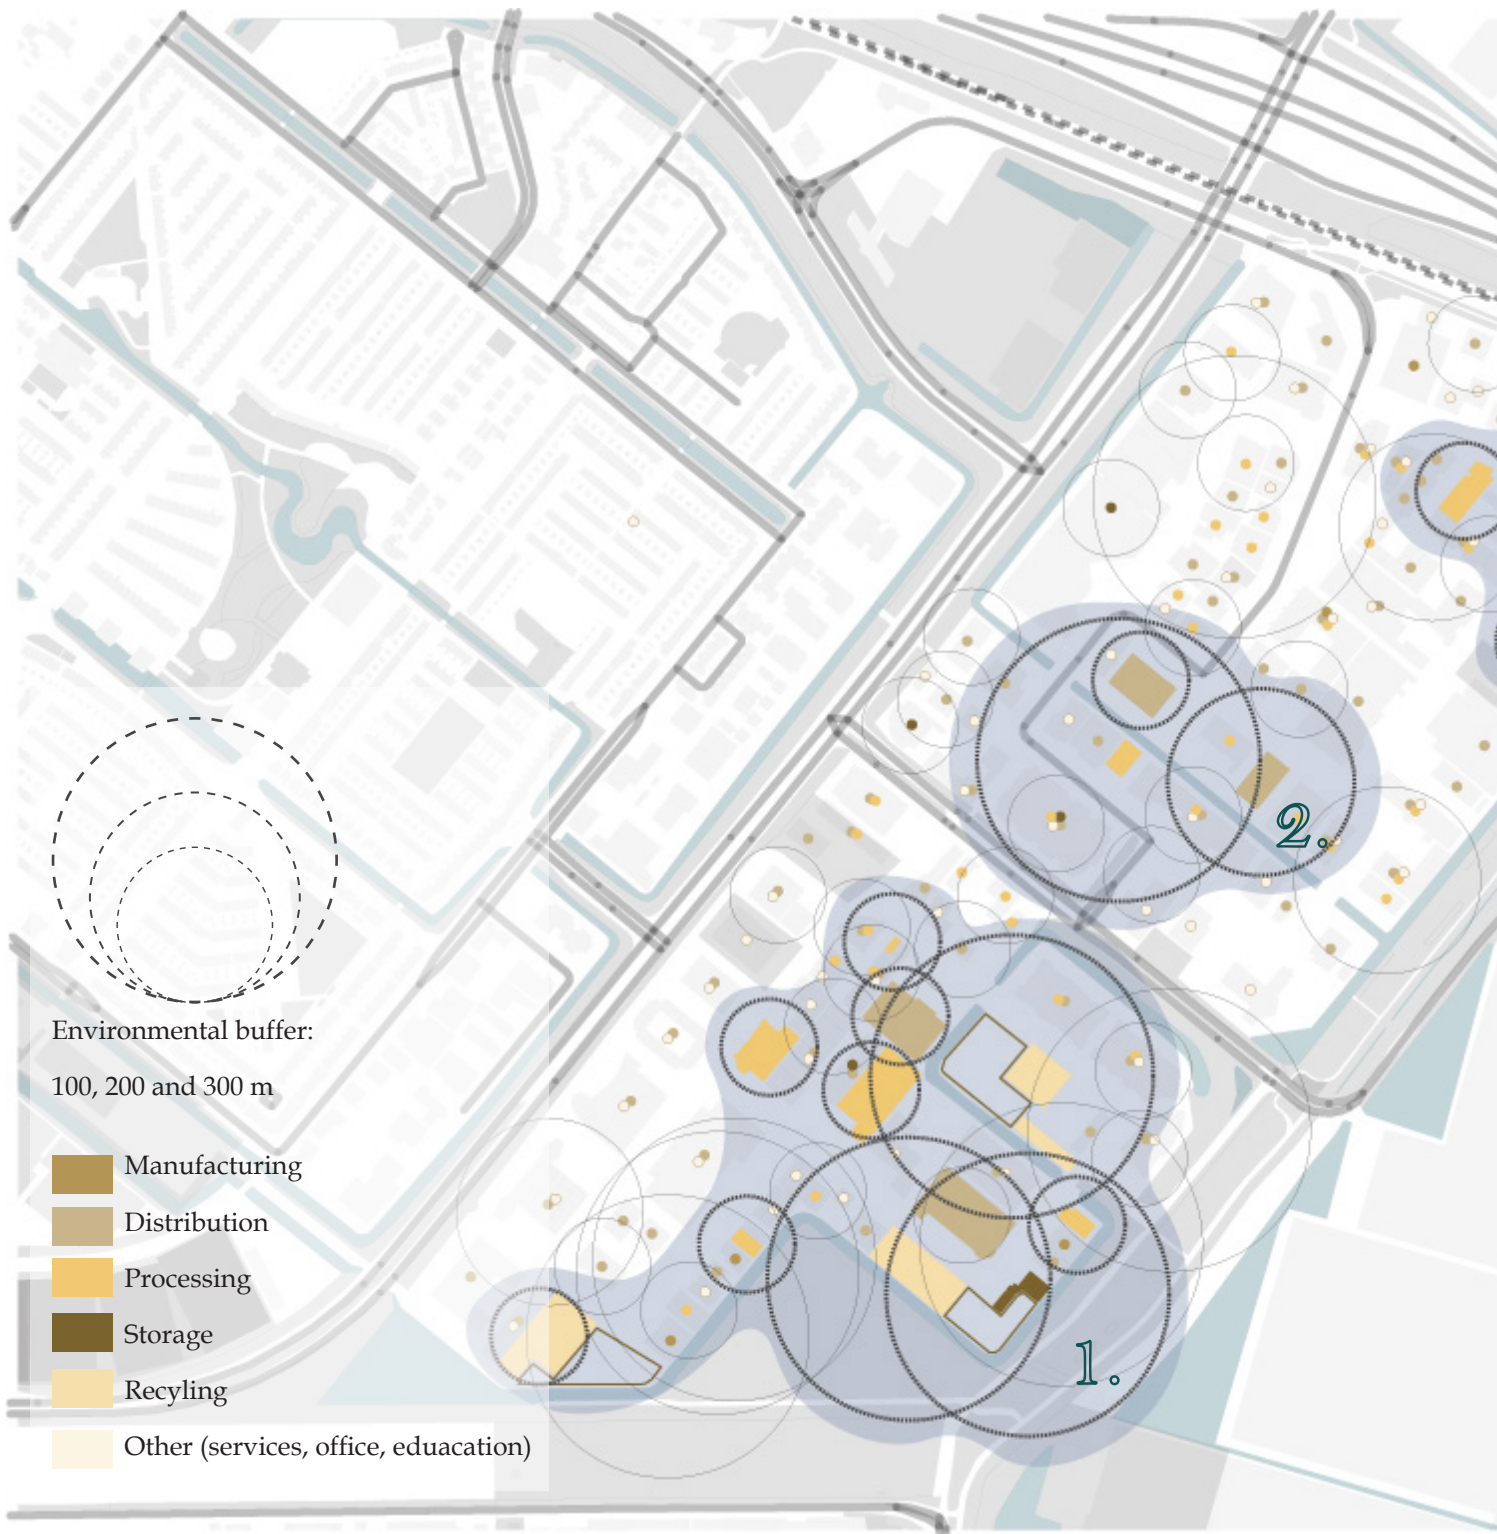 2.
1.
Environmental buffer:
100, 200 and 300 m
Manufacturing
Distribution
Processing
Storage
Recyling
Other (services, office, eduacation)